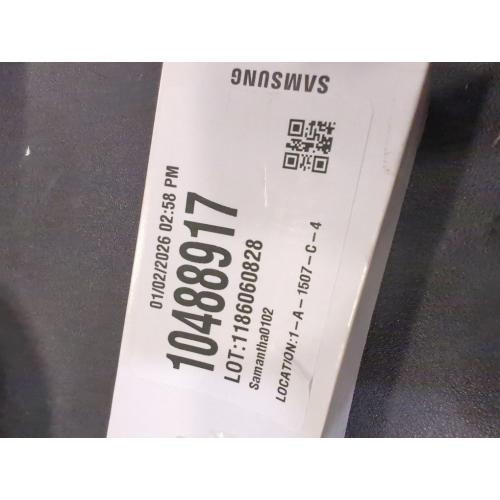 SAMSUNG
01/02/2026 02:58 PM
10488917
LOT:1186060828
Samantha0102
LOCATION:1-A-1507-C-4